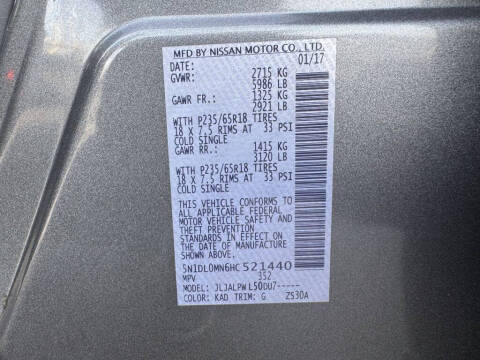 MFD BY NISSAN MOTOR CO., LTD.
DATE: 01/17
GVWR: 2715 KG
5986 LB
GAWR FR.: 1325 KG
2921 LB
WITH P235/65R18 TIRES
18 X 7.5 RIMS AT 33 PSI
COLD SINGLE
GAWR RR.: 1415 KG
3120 LB
WITH P235/65R18 TIRES
18 X 7.5 RIMS AT 33 PSI
COLD SINGLE
THIS VEHICLE CONFORMS TO
ALL APPLICABLE FEDERAL
MOTOR VEHICLE SAFETY AND
THEFT PREVENTION
STANDARDS IN EFFECT ON
THE DATE OF MANUFACTURE
SHOWN ABOVE.
5N1DL0MN6HC521440
MPV 352
MODEL: JLJALPWL50DU7-----
COLOR: KAD TRIM: G ZS30A